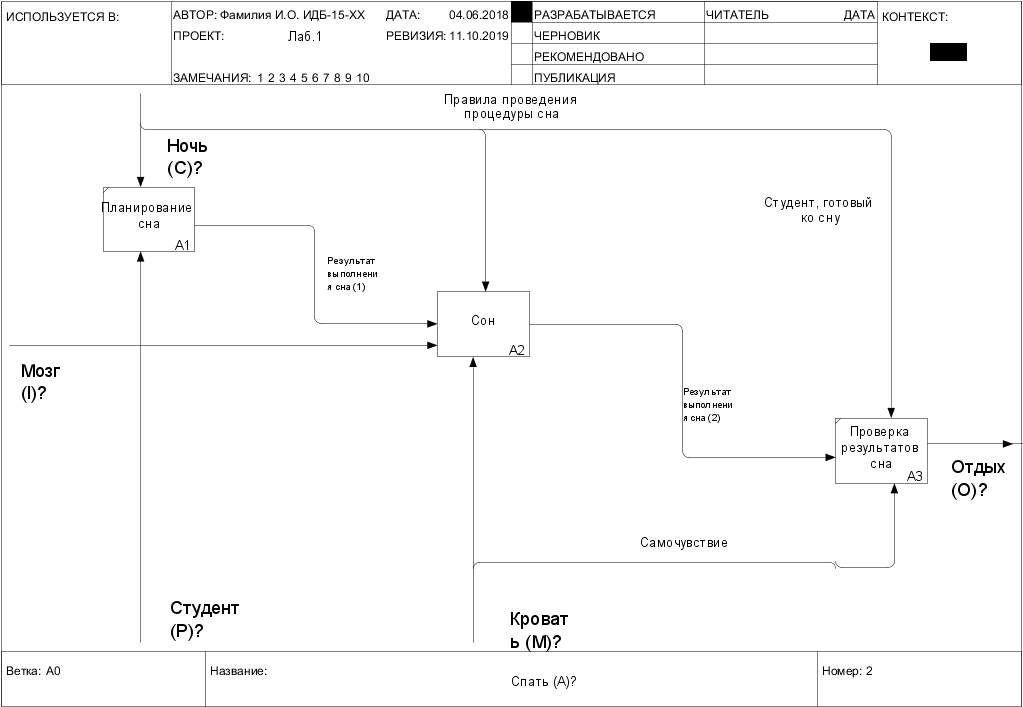 ИСПОЛЬЗУЕТСЯ В:
АВТОР: Фамилия И.О. ИДБ-15-ХХ
ДАТА: 04.06.2018
ПРОЕКТ: Лаб.1
РЕВИЗИЯ: 11.10.2019
ЗАМЕЧАНИЯ: 1 2 3 4 5 6 7 8 9 10
РАЗРАБАТЫВАЕТСЯ
ЧЕРНОВИК
РЕКОМЕНДОВАНО
ПУБЛИКАЦИЯ
ЧИТАТЕЛЬ ДАТА
КОНТЕКСТ:
Правила проведения
процедуры сна
Ночь
(C)?
Планирование
сна
A1
Студент, готовый
ко сну
Результат
выполнени
я сна (1)
Сон
A2
Мозг
(I)?
Результат
выполнени
я сна (2)
Проверка
результатов
сна
A3
Отдых
(O)?
Самочувствие
Студент
(P)?
Кроват
ь (M)?
Ветка: A0
Название:
Спать (A)?
Номер: 2